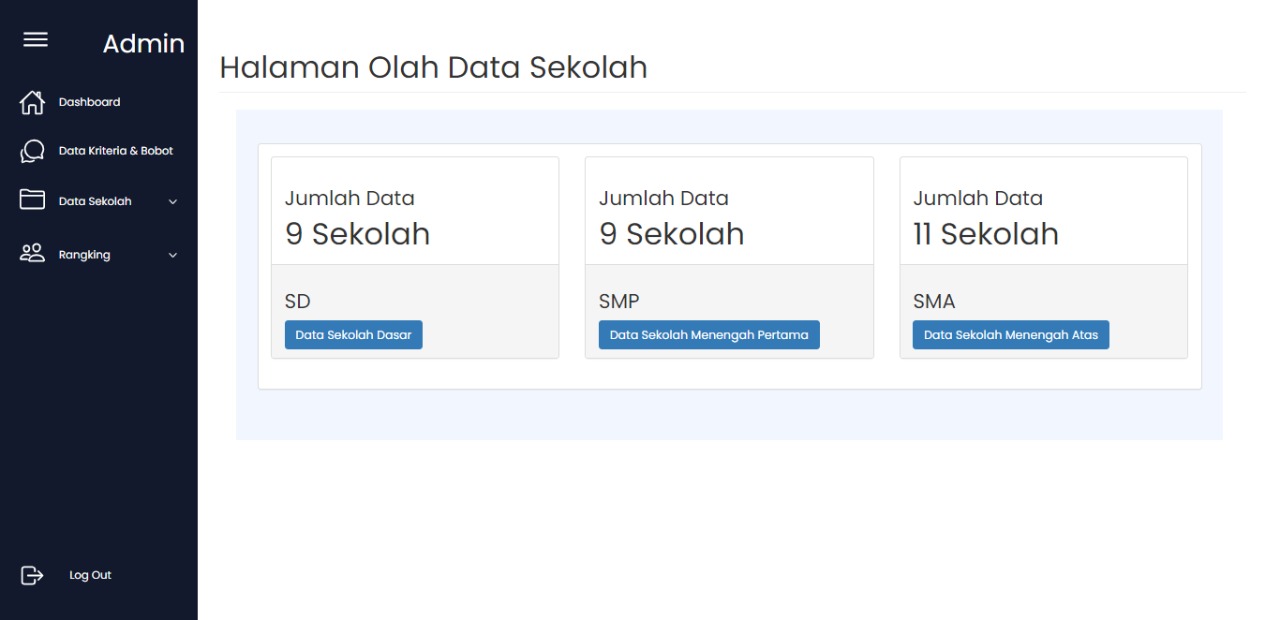 Admin
Dashboard
Data Kriteria & Bobot
Data Sekolah
Rangking
Log Out
Halaman Olah Data Sekolah
Jumlah Data
9 Sekolah
SD
Data Sekolah Dasar
Jumlah Data
9 Sekolah
SMP
Data Sekolah Menengah Pertama
Jumlah Data
11 Sekolah
SMA
Data Sekolah Menengah Atas